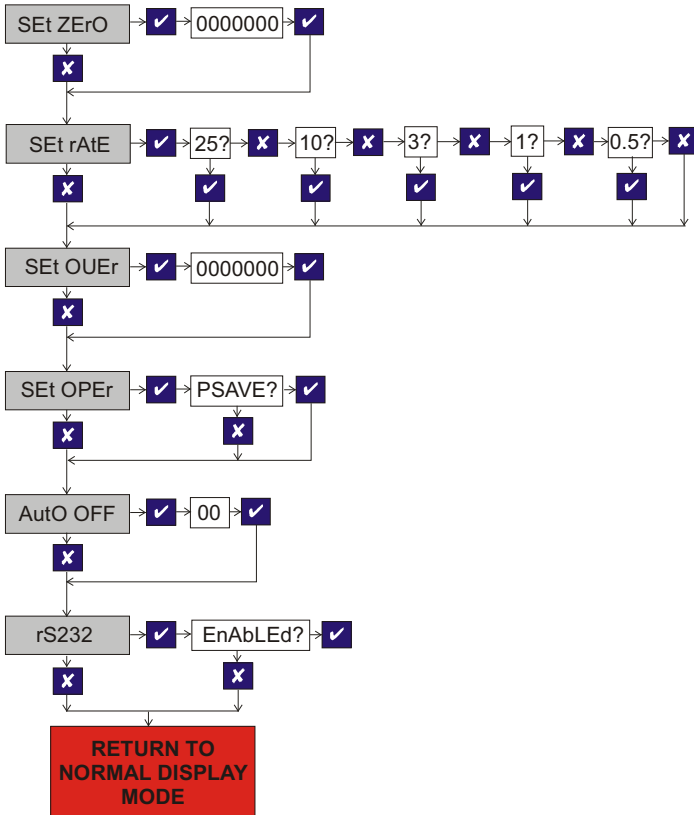 SEt ZErO ✔ 0000000 ✔
✘
SEt rAtE ✔ 25? ✘ 10? ✘ 3? ✘ 1? ✘ 0.5? ✘
✘ ✔ ✔ ✔ ✔ ✔
SEt OUEr ✔ 0000000 ✔
✘
SEt OPEr ✔ PSAVE? ✔
✘ ✘
AutO OFF ✔ 00 ✔
✘
rS232 ✔ EnAbLEd? ✔
✘ ✘
RETURN TO
NORMAL DISPLAY
MODE